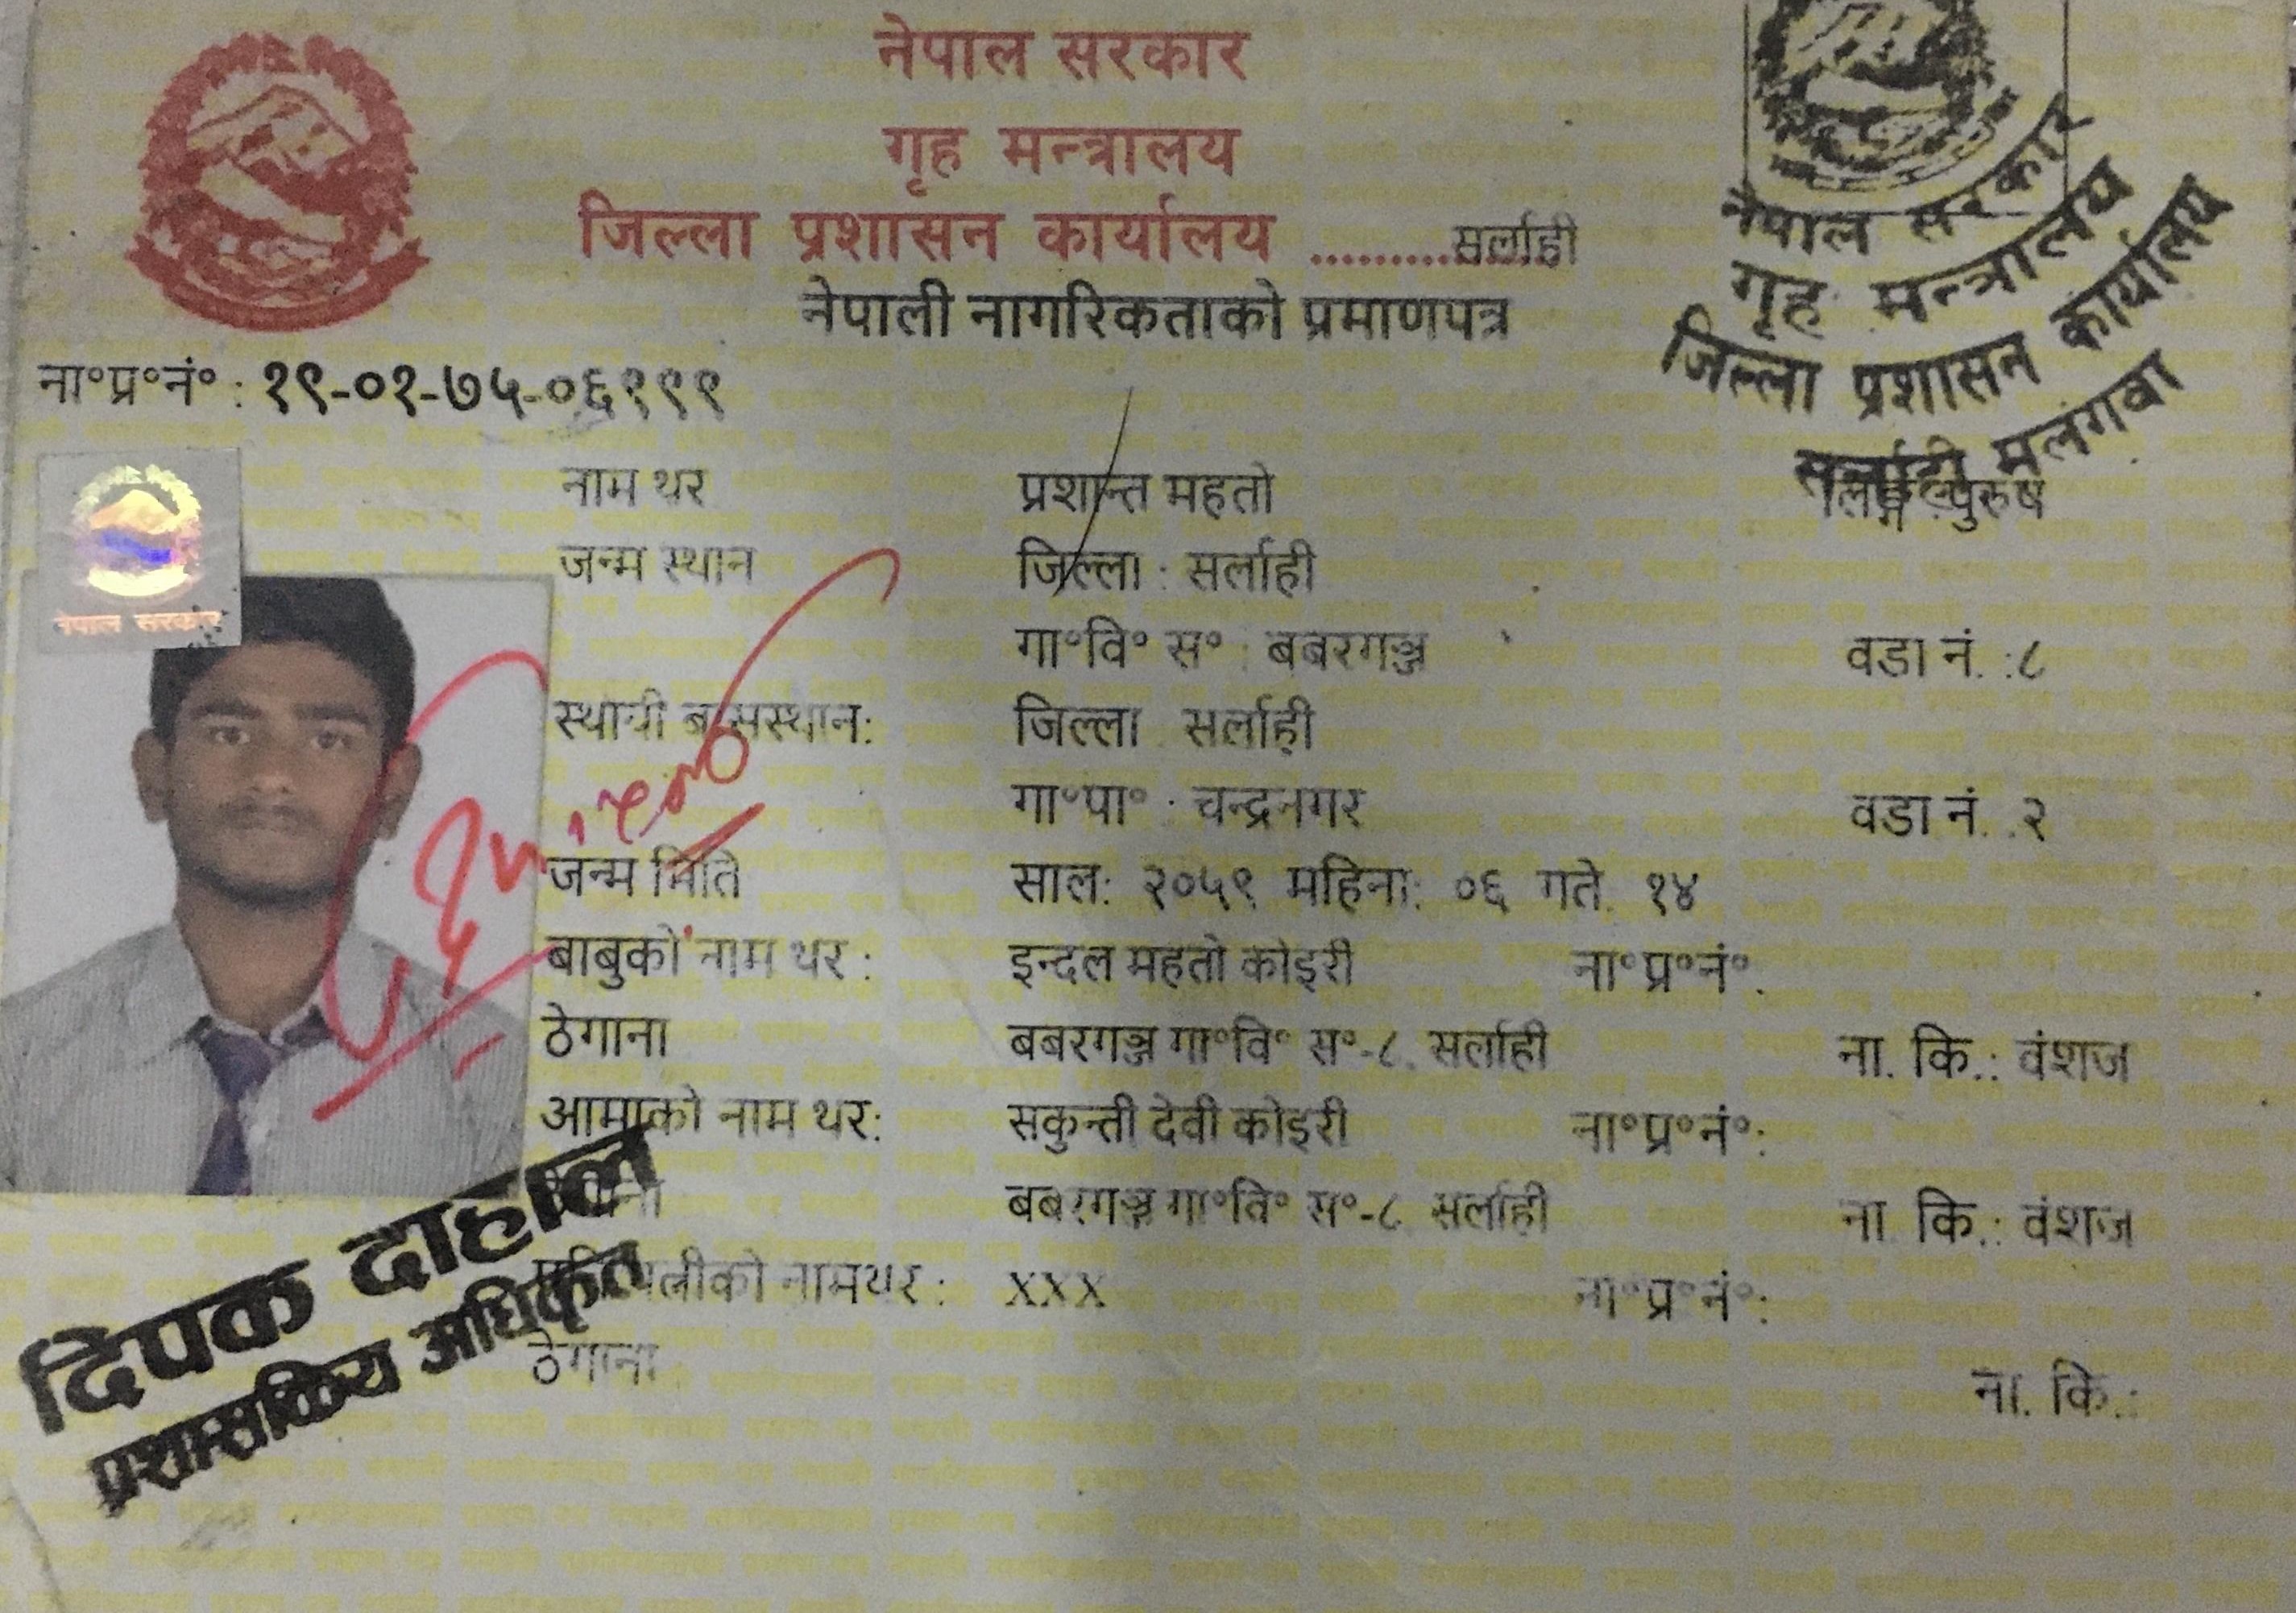 नेपाल सरकार
गृह मन्त्रालय
जिल्ला प्रशासन कार्यालय ............... सर्लाही
नेपाली नागरिकताको प्रमाणपत्र
नेपाल सरकार
गृह मन्त्रालय
जिल्ला प्रशासन कार्यालय
सर्लाही मलंगवा
ना°प्र°नं° : १९-०१-७५-०६१९९
नेपाल सरकार
नाम थर प्रशान्त महतो लिङ्ग : पुरुष
जन्म स्थान जिल्ला : सर्लाही
गा°वि° स° : बबरगञ्ज वडा नं. :८
स्थायी बासस्थान: जिल्ला सर्लाही
गा°पा° : चन्द्रनगर वडा नं. .२
जन्म मिति साल: २०५९ महिना: ०६ गते. १४
बाबुको नाम थर : इन्दल महतो कोइरी ना°प्र°नं°.
ठेगाना बबरगञ्ज गा°वि° स°-८. सर्लाही ना. कि.: वंशज
आमाको नाम थर: सकुन्ती देवी कोइरी ना°प्र°नं°:
ठेगाना बबरगञ्ज गा°वि° स°-८ सर्लाही ना कि.: वंशज
नामथर : XXX ना°प्र°नं°:
ठेगाना ना. कि.:
दिपक दाहाल
प्रशासकिय अधिकृत